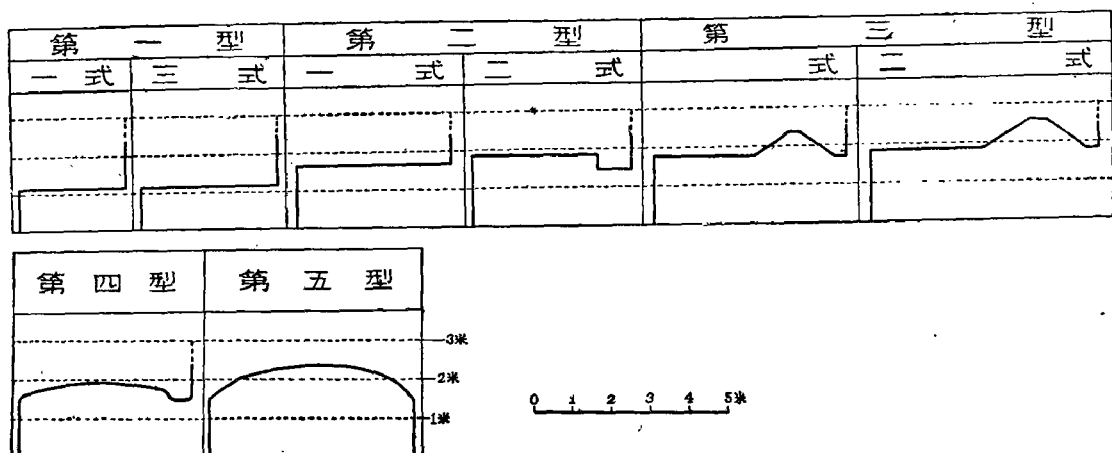 第一型 第二型 第三型
一式 三式 一式 二式 式 二式
第四型 第五型
3米
2米
1米
0 1 2 3 4 5米